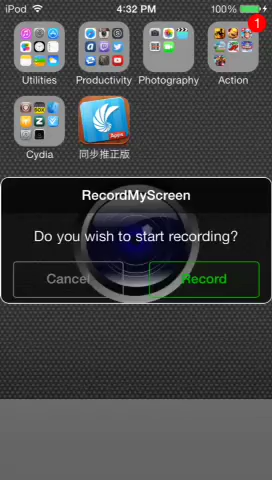 iPod 4:32 PM 100%
1
Utilities Productivity Photography Action
Apps
Cydia 同步推正版
RecordMyScreen
Do you wish to start recording?
Cancel Record